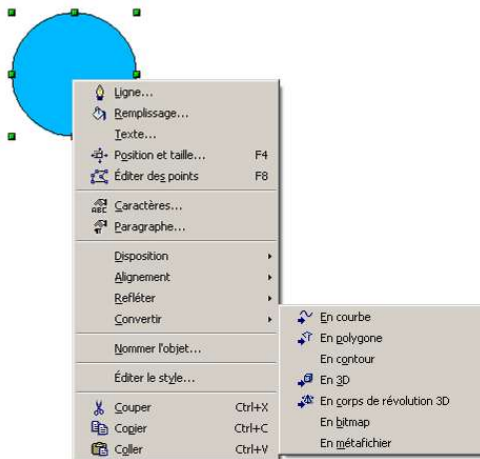 Ligne...
Remplissage...
Texte...
Position et taille... F4
Éditer des points F8
ABC Caractères...
Paragraphe...
Disposition
Alignement
Refléter
Convertir
En courbe
En polygone
En contour
En 3D
En corps de révolution 3D
En bitmap
En métafichier
Nommer l'objet...
Éditer le style...
Couper Ctrl+X
Copier Ctrl+C
Coller Ctrl+V